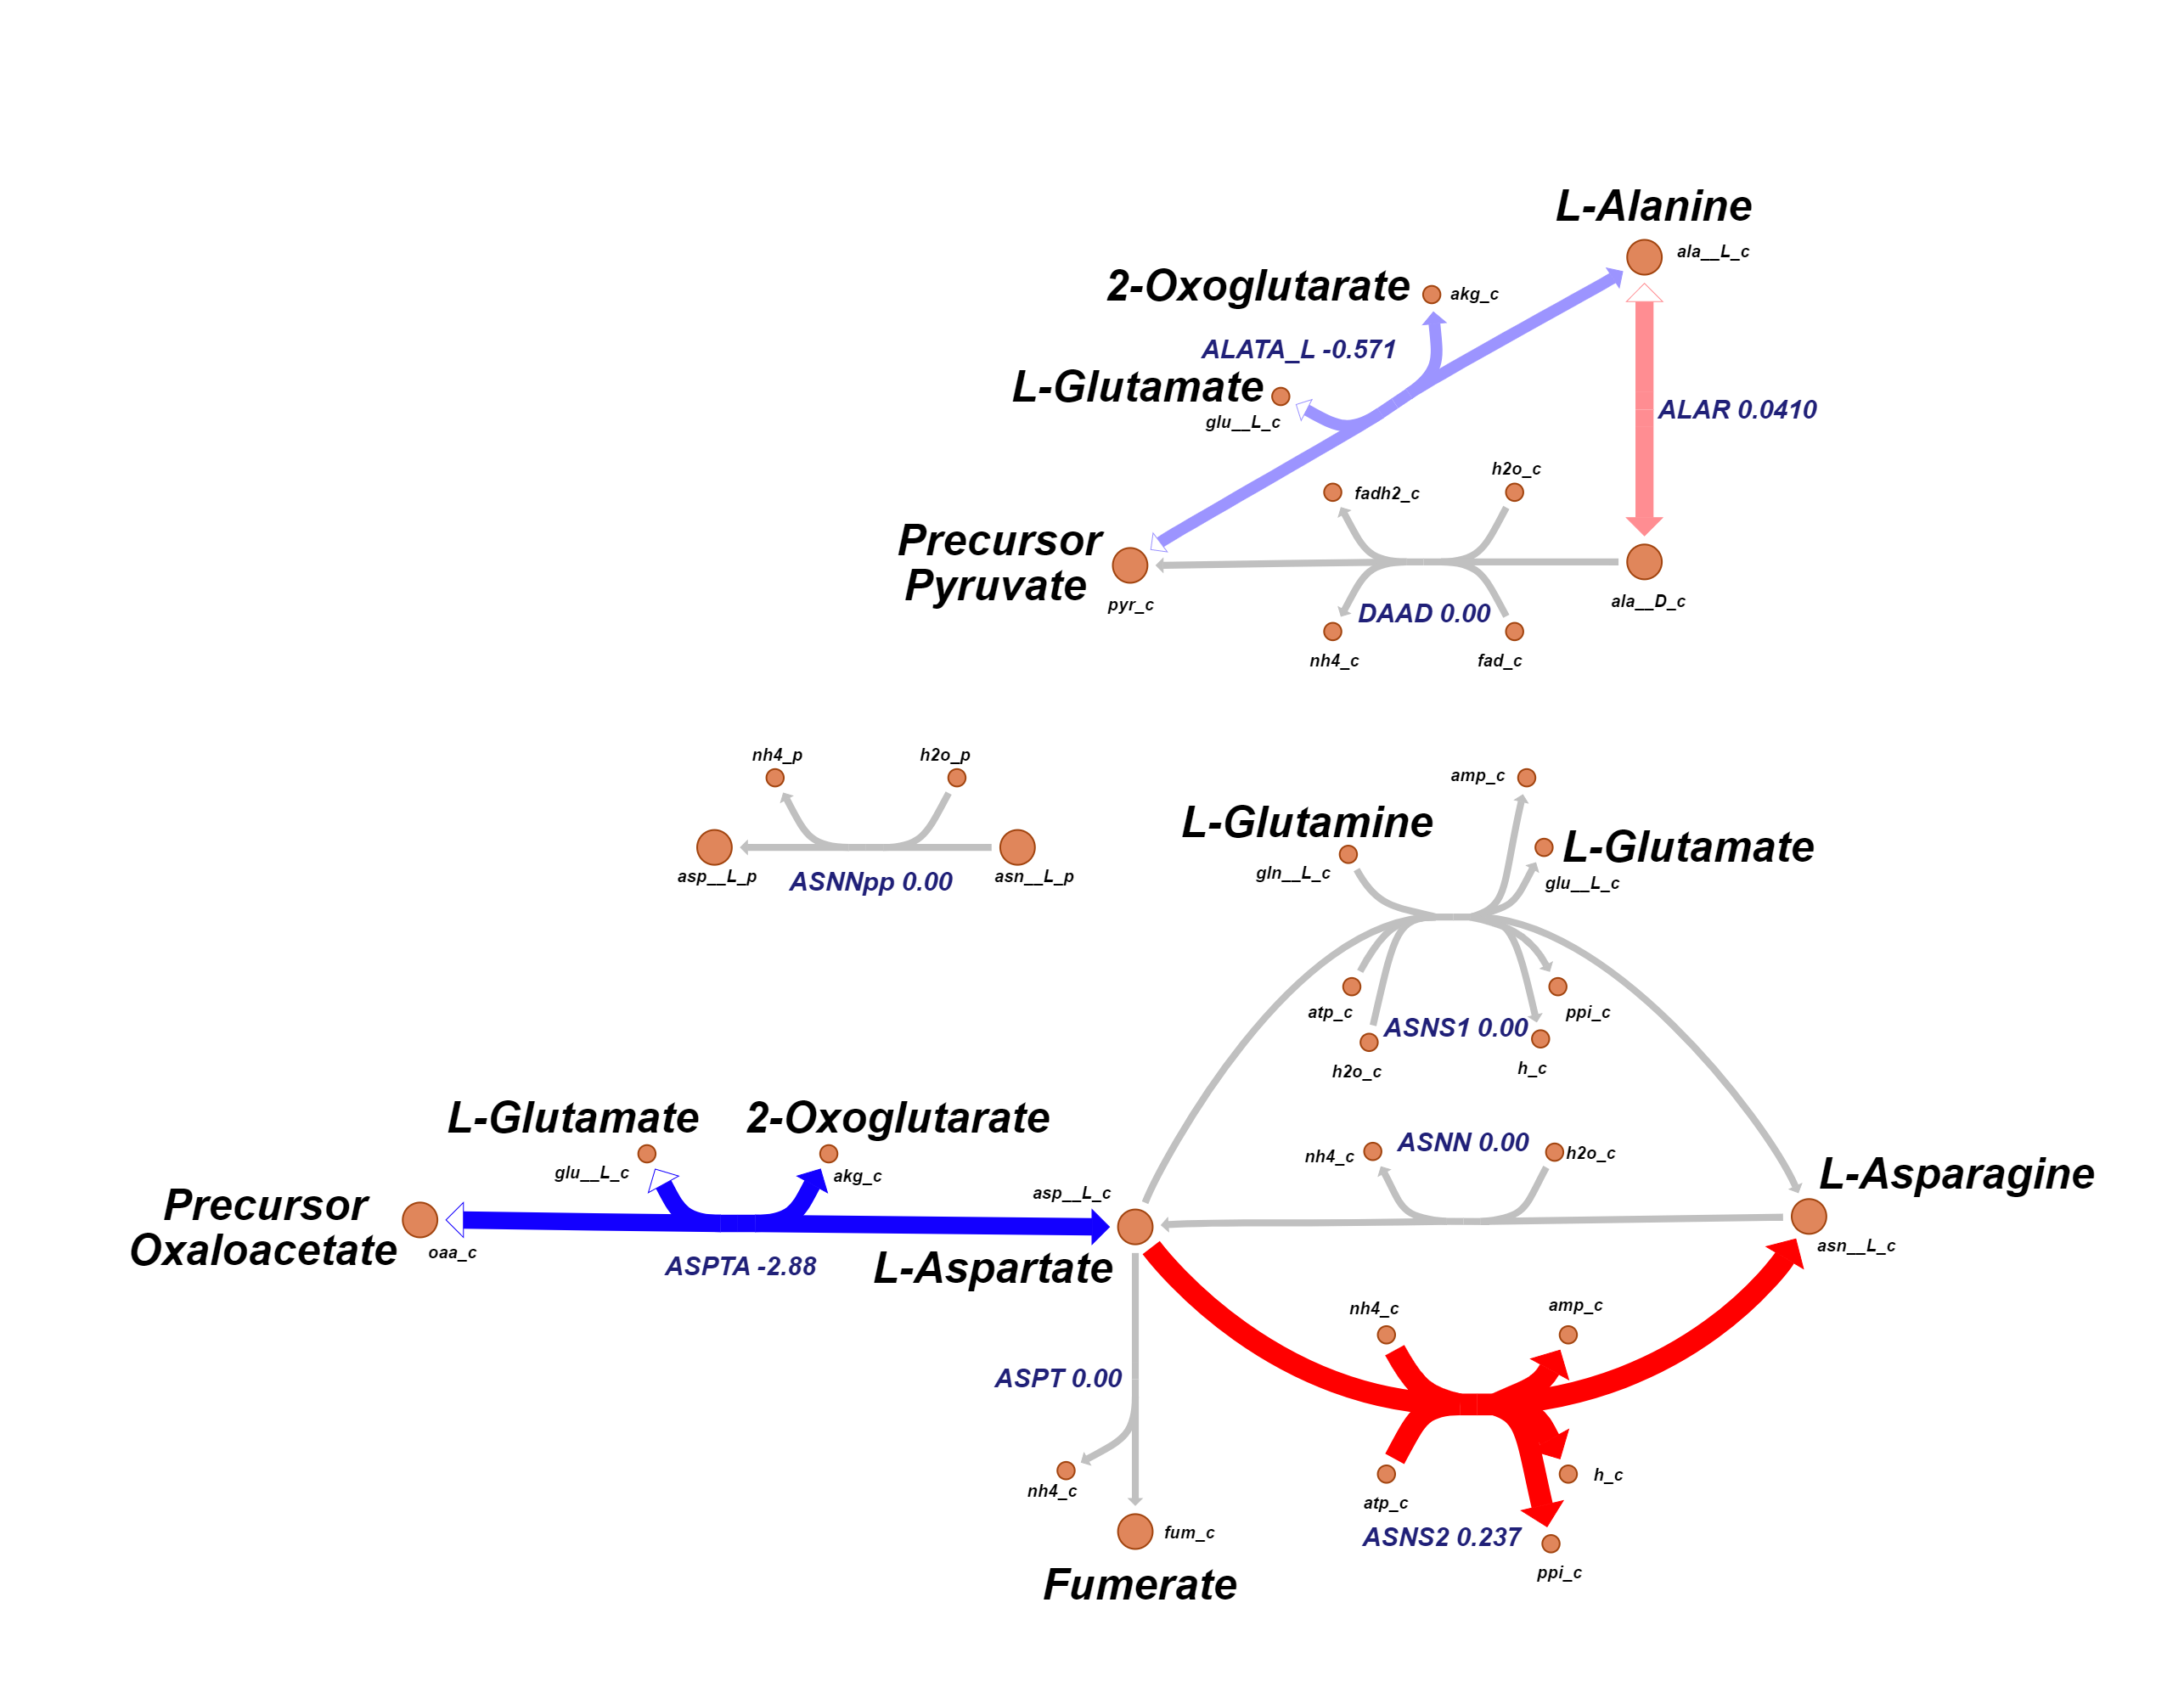 L-Alanine
ala__L_c
2-Oxoglutarate
akg_c
ALATA_L -0.571
L-Glutamate
glu__L_c
ALAR 0.0410
h2o_c
fadh2_c
Precursor
Pyruvate
pyr_c
ala__D_c
DAAD 0.00
nh4_c
fad_c
nh4_p
h2o_p
asp__L_p
asn__L_p
ASNNpp 0.00
amp_c
L-Glutamine
gln__L_c
L-Glutamate
glu__L_c
atp_c
ppi_c
ASNS1 0.00
h2o_c
h_c
L-Glutamate
glu__L_c
2-Oxoglutarate
akg_c
Precursor
Oxaloacetate
oaa_c
ASPTA -2.88
asp__L_c
L-Aspartate
nh4_c
ASNN 0.00
h2o_c
L-Asparagine
asn__L_c
nh4_c
amp_c
ASPT 0.00
nh4_c
atp_c
h_c
ASNS2 0.237
ppi_c
fum_c
Fumerate